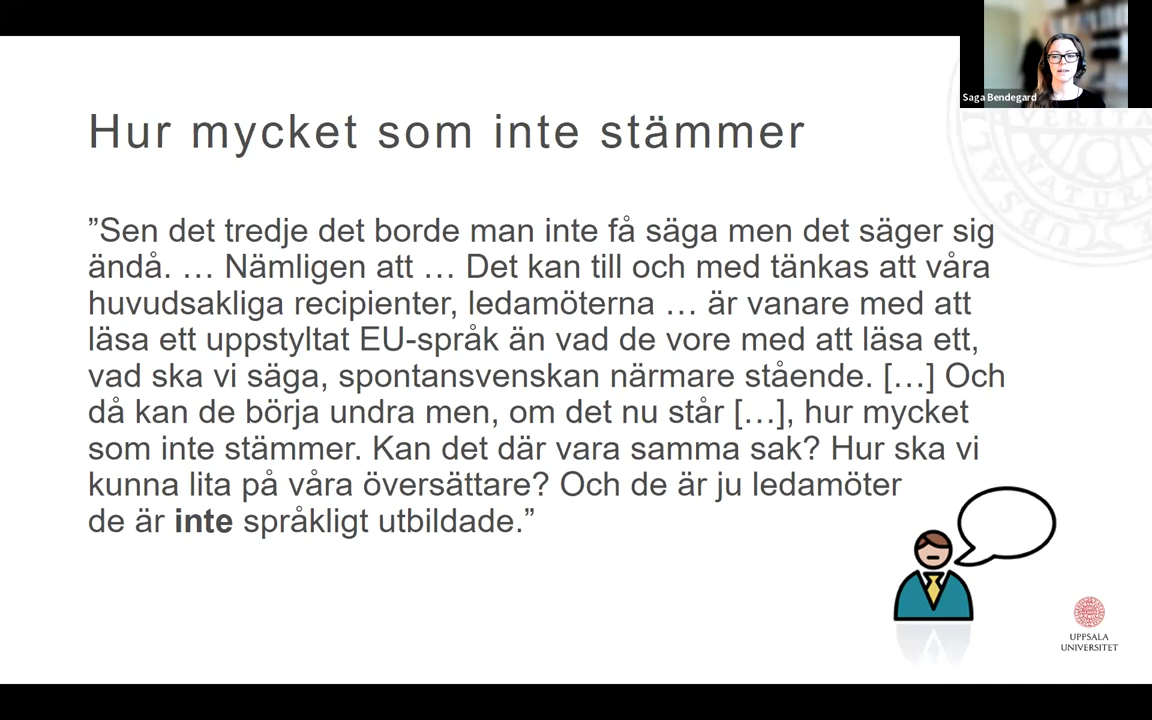 Saga Bendegard
Hur mycket som inte stämmer
”Sen det tredje det borde man inte få säga men det säger sig
ändå. … Nämligen att … Det kan till och med tänkas att våra
huvudsakliga recipienter, ledamöterna … är vanare med att
läsa ett uppstyltat EU-språk än vad de vore med att läsa ett,
vad ska vi säga, spontansvenskan närmare stående. […] Och
då kan de börja undra men, om det nu står […], hur mycket
som inte stämmer. Kan det där vara samma sak? Hur ska vi
kunna lita på våra översättare? Och de är ju ledamöter
de är inte språkligt utbildade.”
UPPSALA
UNIVERSITET